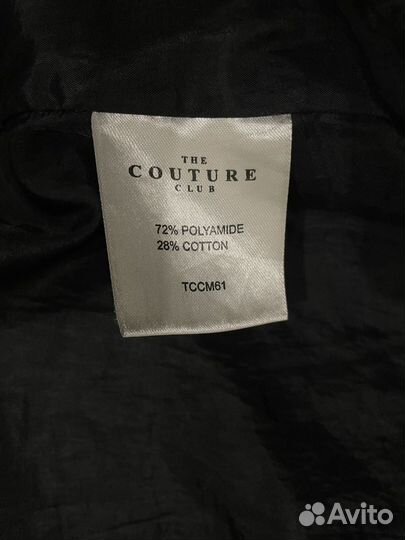 THE
COUTURE
CLUB
72% POLYAMIDE
28% COTTON
TCCM61
Avito